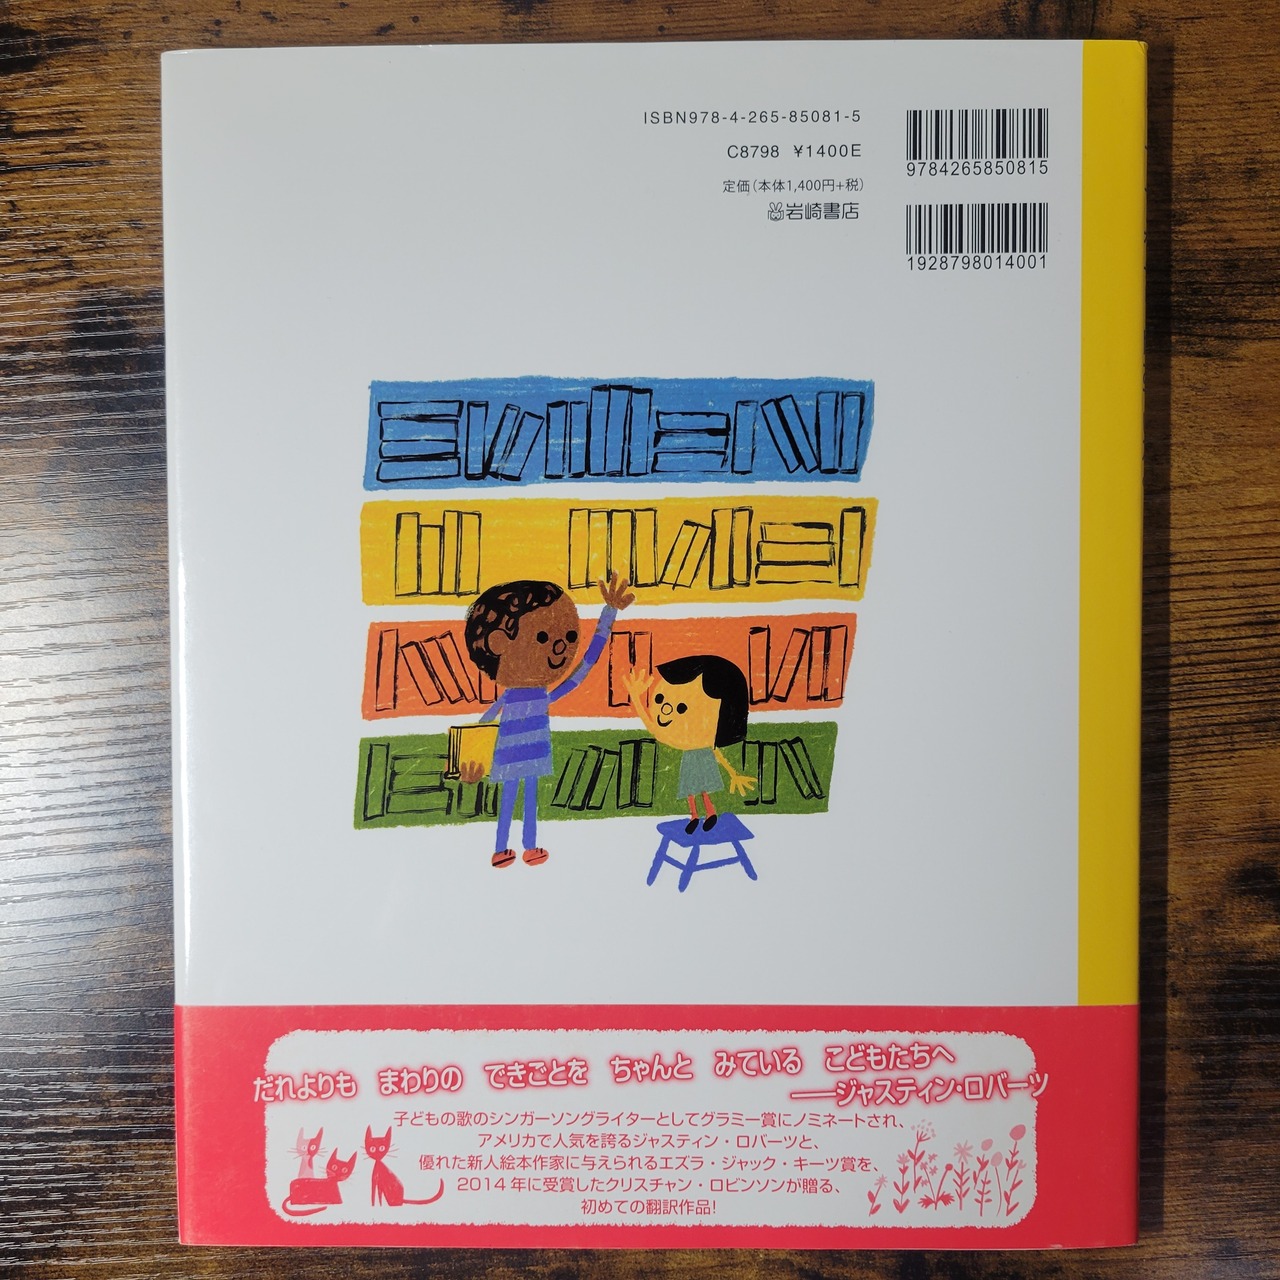 ISBN978-4-265-85081-5
C8798 ¥1400E
定価(本体1,400円+税)
岩崎書店
9784265850815
1928798014001
だれよりも まわりの できごとを ちゃんと みている こどもたちへ
——ジャスティン・ロバーツ
子どもの歌のシンガーソングライターとしてグラミー賞にノミネートされ、
アメリカで人気を誇るジャスティン・ロバーツと、
優れた新人絵本作家に与えられるエズラ・ジャック・キーツ賞を、
2014年に受賞したクリスチャン・ロビンソンが贈る、
初めての翻訳作品!